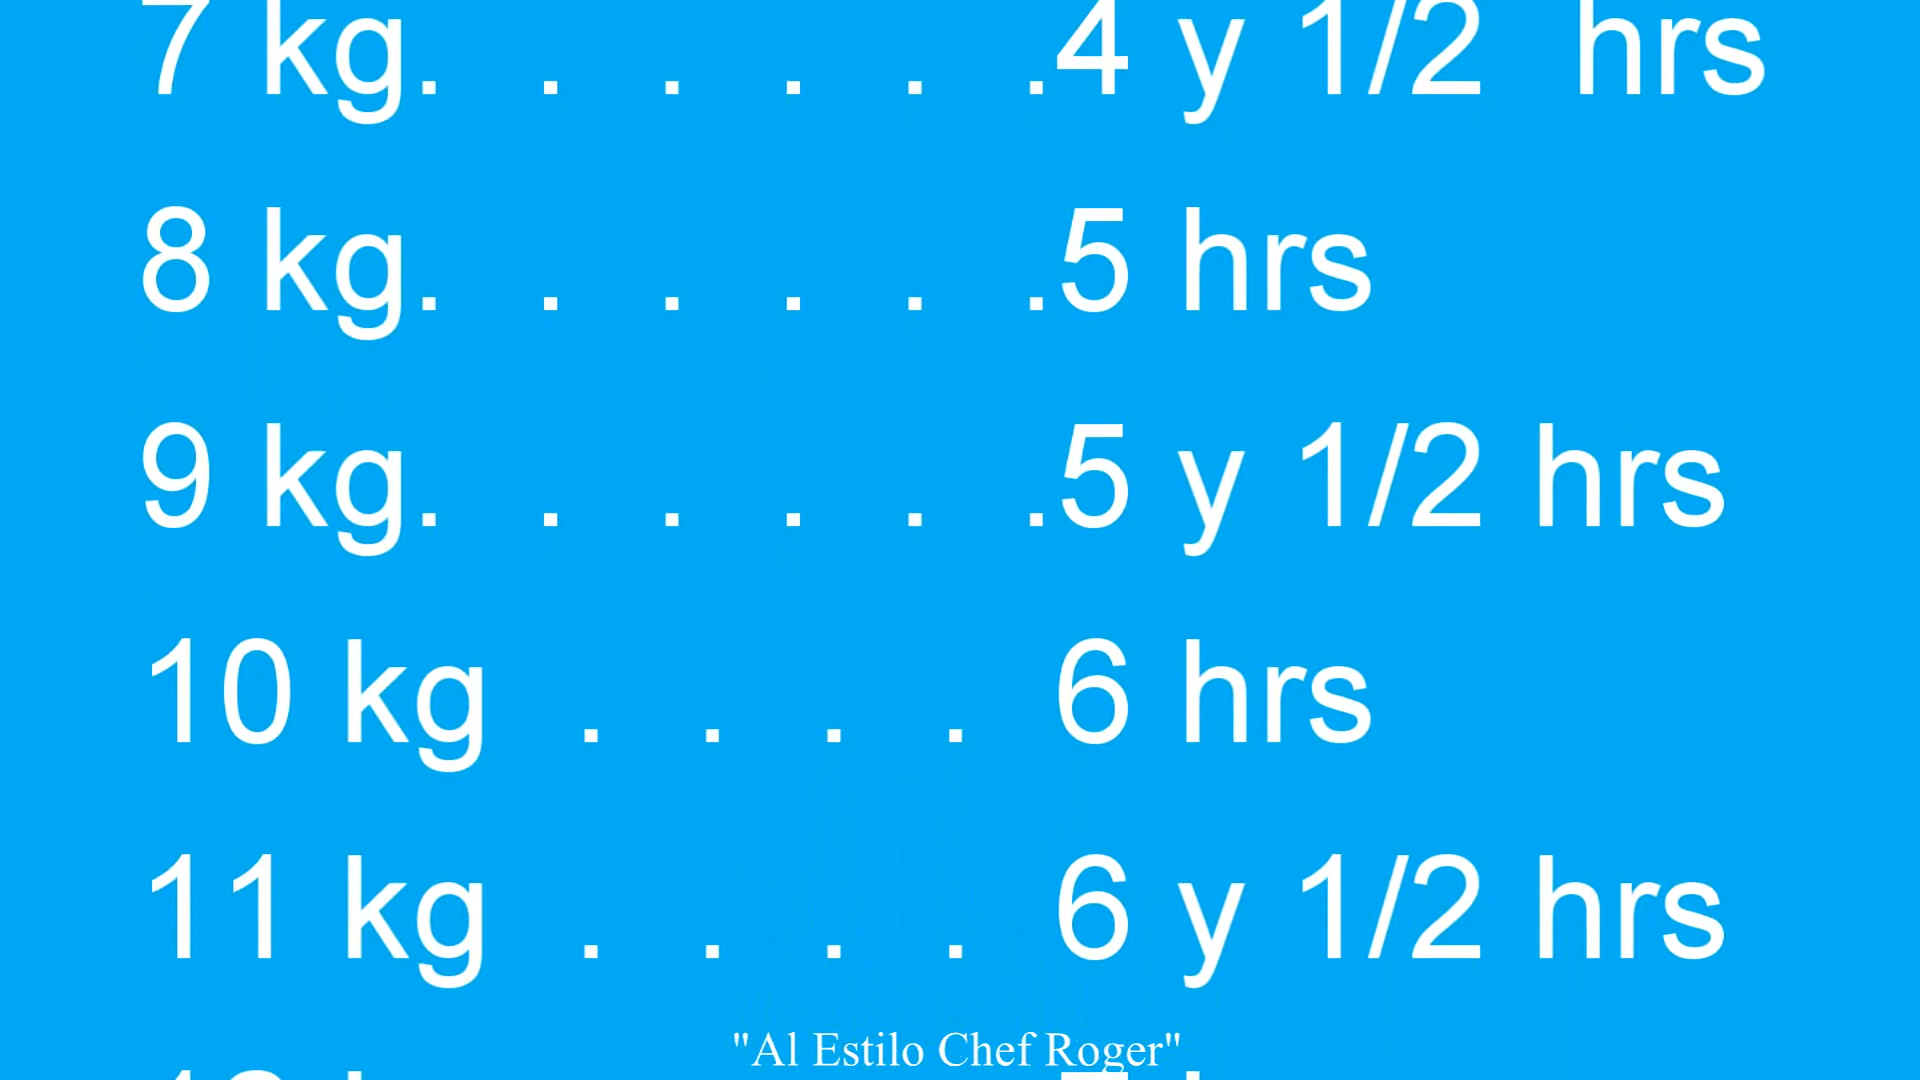 7 kg. . . . . .4 y 1/2 hrs
8 kg. . . . . .5 hrs
9 kg. . . . . .5 y 1/2 hrs
10 kg . . . . 6 hrs
11 kg . . . . 6 y 1/2 hrs
"Al Estilo Chef Roger"